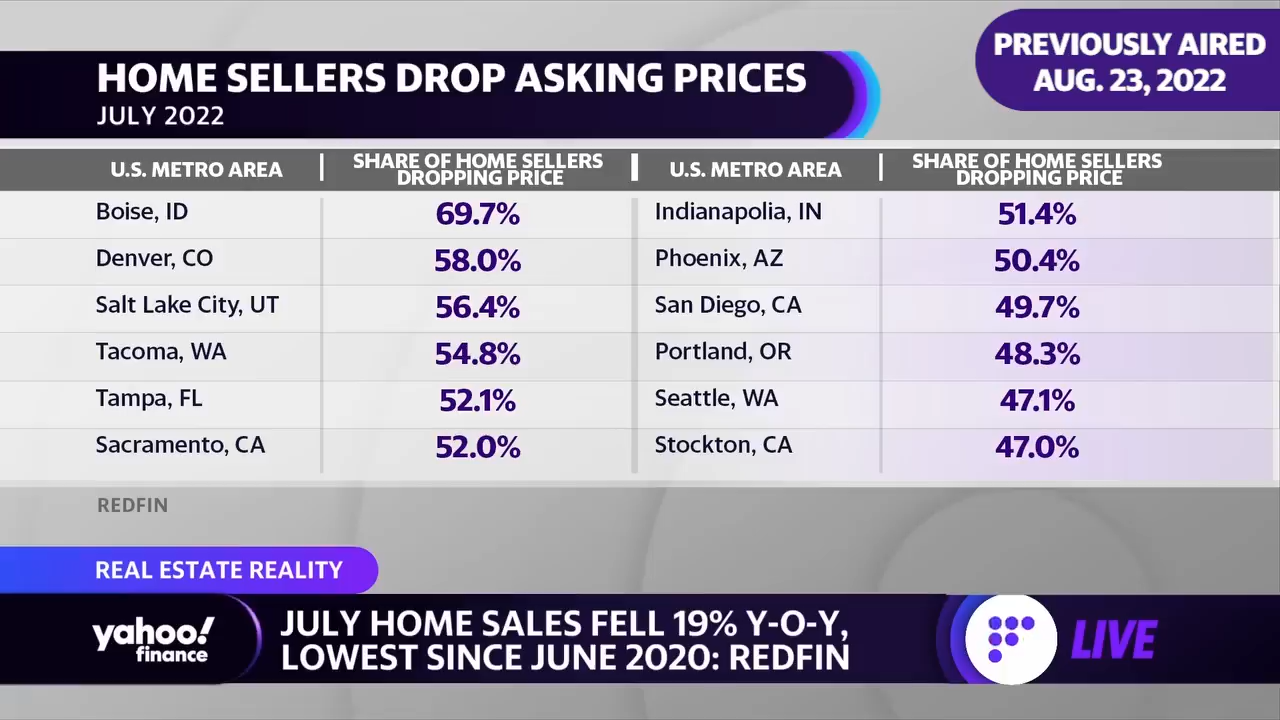 PREVIOUSLY AIRED
AUG. 23, 2022
HOME SELLERS DROP ASKING PRICES
JULY 2022
U.S. METRO AREA SHARE OF HOME SELLERS DROPPING PRICE U.S. METRO AREA SHARE OF HOME SELLERS DROPPING PRICE
Boise, ID 69.7% Indianapolia, IN 51.4%
Denver, CO 58.0% Phoenix, AZ 50.4%
Salt Lake City, UT 56.4% San Diego, CA 49.7%
Tacoma, WA 54.8% Portland, OR 48.3%
Tampa, FL 52.1% Seattle, WA 47.1%
Sacramento, CA 52.0% Stockton, CA 47.0%
REDFIN
REAL ESTATE REALITY
yahoo!
finance
JULY HOME SALES FELL 19% Y-O-Y,
LOWEST SINCE JUNE 2020: REDFIN
LIVE